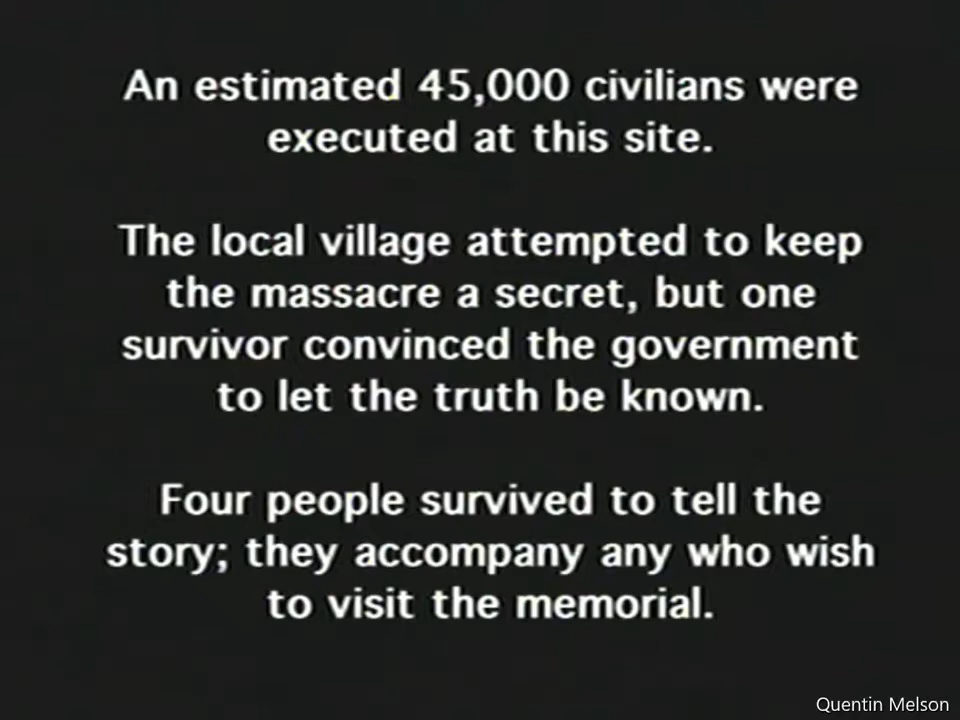 An estimated 45,000 civilians were
executed at this site.
The local village attempted to keep
the massacre a secret, but one
survivor convinced the government
to let the truth be known.
Four people survived to tell the
story; they accompany any who wish
to visit the memorial.
Quentin Melson